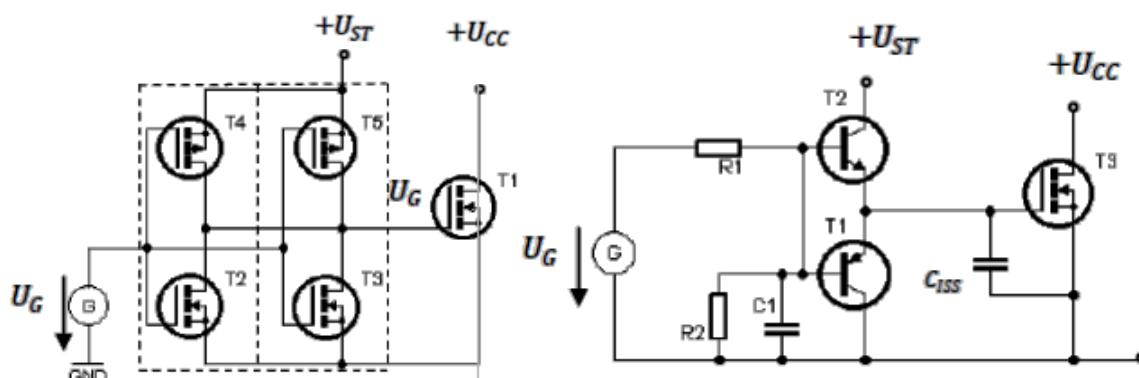 +U_ST +U_CC
T4 T5
U_G T1
T2 T3
U_G G
GND
+U_ST
+U_CC
T2
R1 T3
U_G G T1
C_ISS
R2 C1